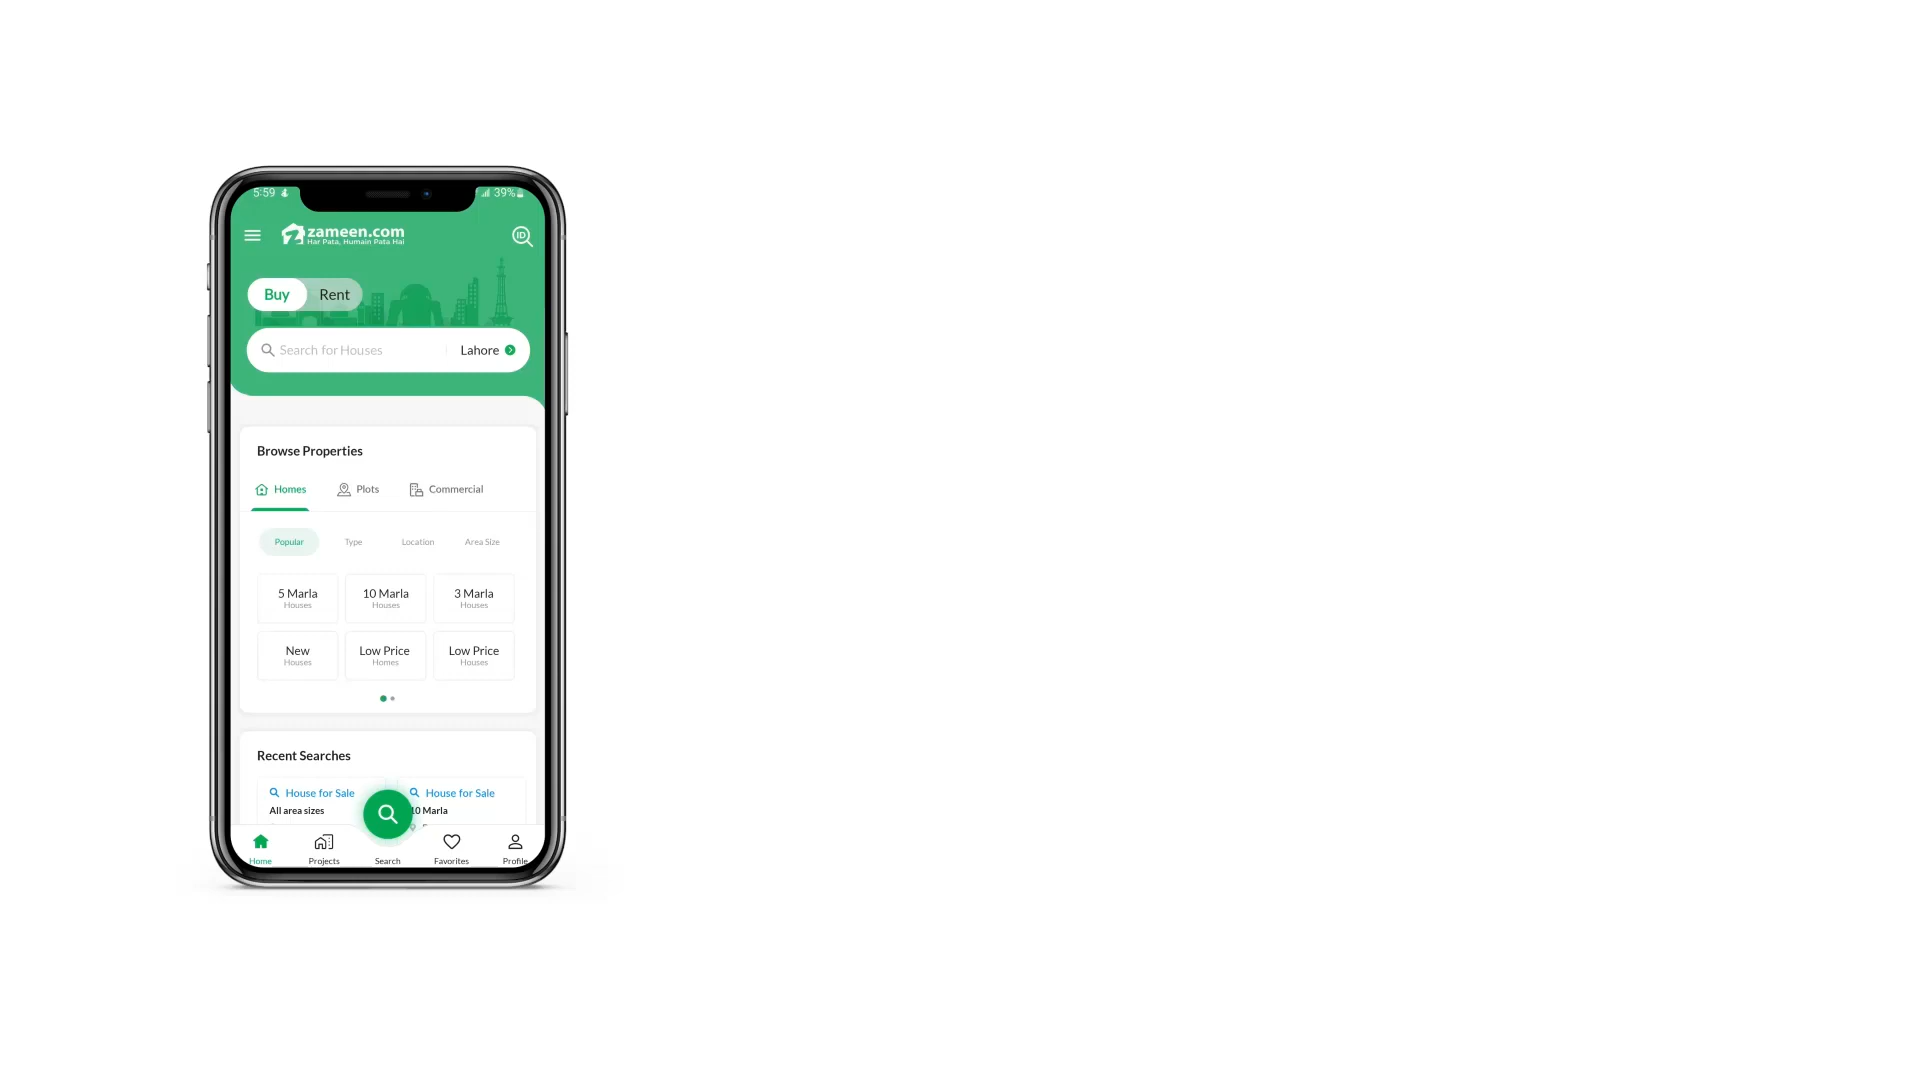 5:59
39%
zameen.com
Har Pata, Humain Pata Hai
ID
Buy Rent
Search for Houses Lahore
Browse Properties
Homes Plots Commercial
Popular Type Location Area Size
5 Marla 10 Marla 3 Marla
Houses Houses Houses
New Low Price Low Price
Houses Homes Houses
Recent Searches
House for Sale House for Sale
All area sizes 10 Marla
Home Projects Search Favorites Profile